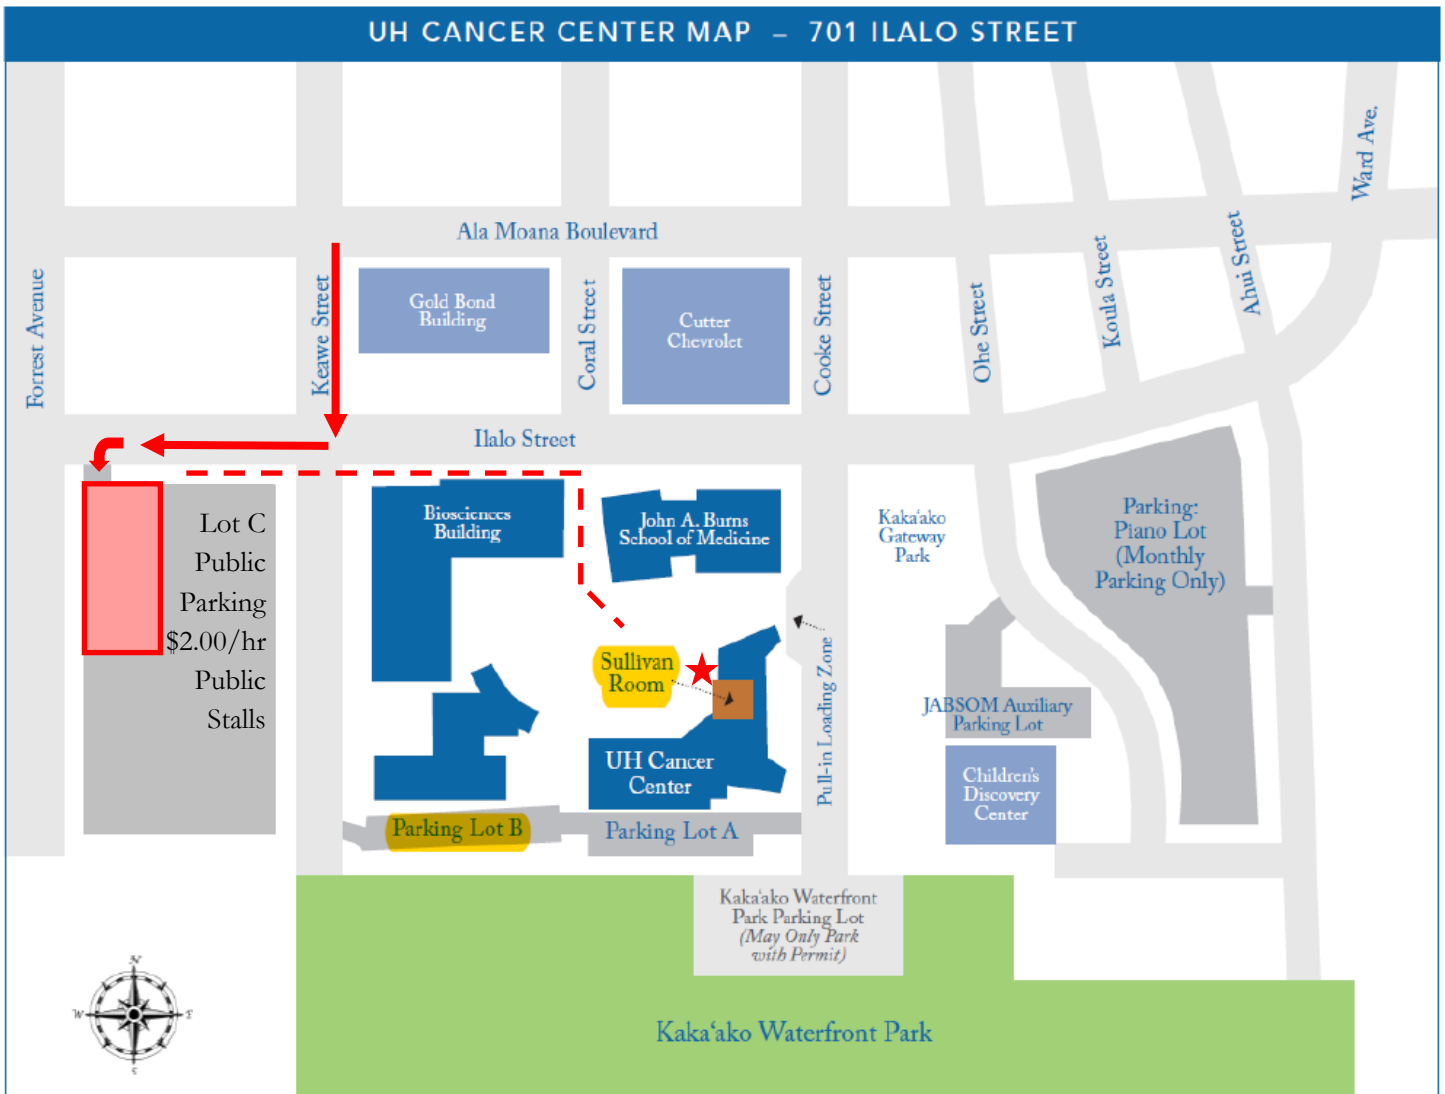 UH CANCER CENTER MAP – 701 ILALO STREET
Ward Ave.
Ala Moana Boulevard
Forrest Avenue
Keawe Street
Gold Bond
Building
Coral Street
Cutter
Chevrolet
Cooke Street
Ohe Street
Koula Street
Ahui Street
Ilalo Street
Lot C
Public
Parking
$2.00/hr
Public
Stalls
Biosciences
Building
John A. Burns
School of Medicine
Kaka'ako
Gateway
Park
Parking:
Piano Lot
(Monthly
Parking Only)
Sullivan
Room
Pull-in Loading Zone
JABSOM Auxiliary
Parking Lot
UH Cancer
Center
Children's
Discovery
Center
Parking Lot B
Parking Lot A
Kaka'ako Waterfront
Park Parking Lot
(May Only Park
with Permit)
N
W
E
S
Kaka'ako Waterfront Park